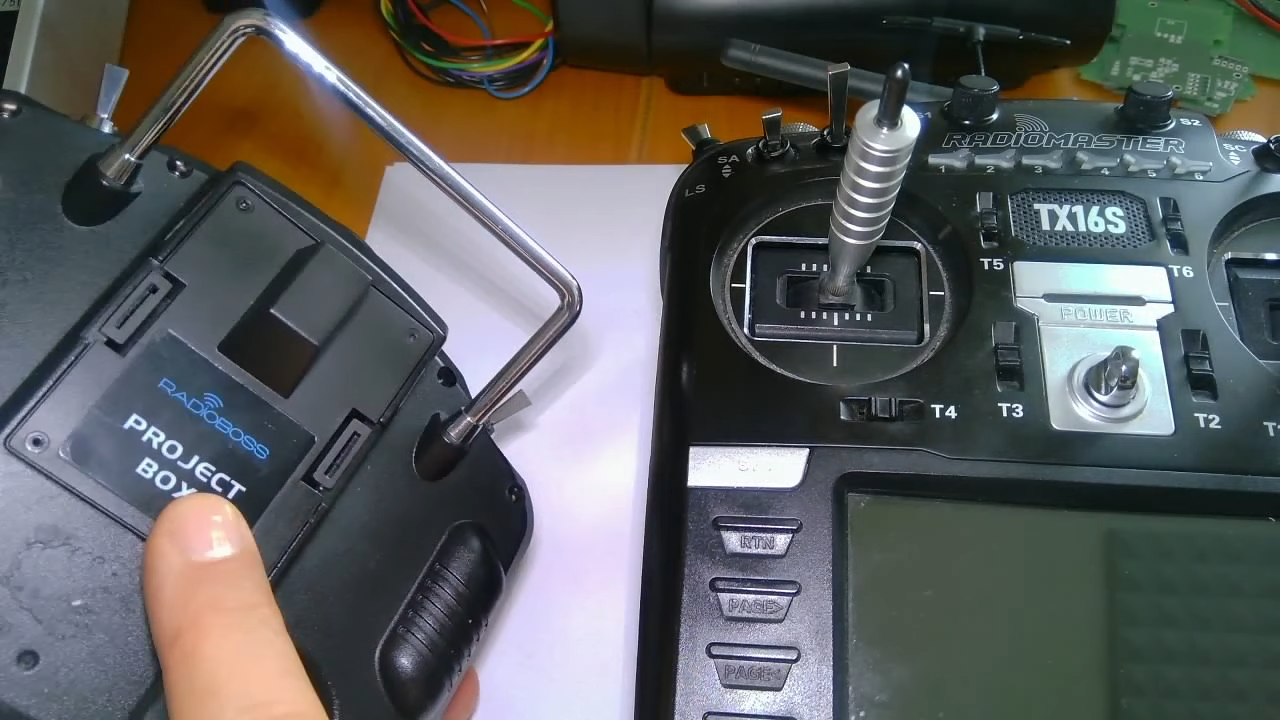 RADIOBOSS
PROJECT
BOX
RADIOMASTER
S2
SA
LS
SC
1 2 3 4 5 6
TX16S
T5
T6
POWER
T3
T2
T4
RTN
PAGE>
PAGE<